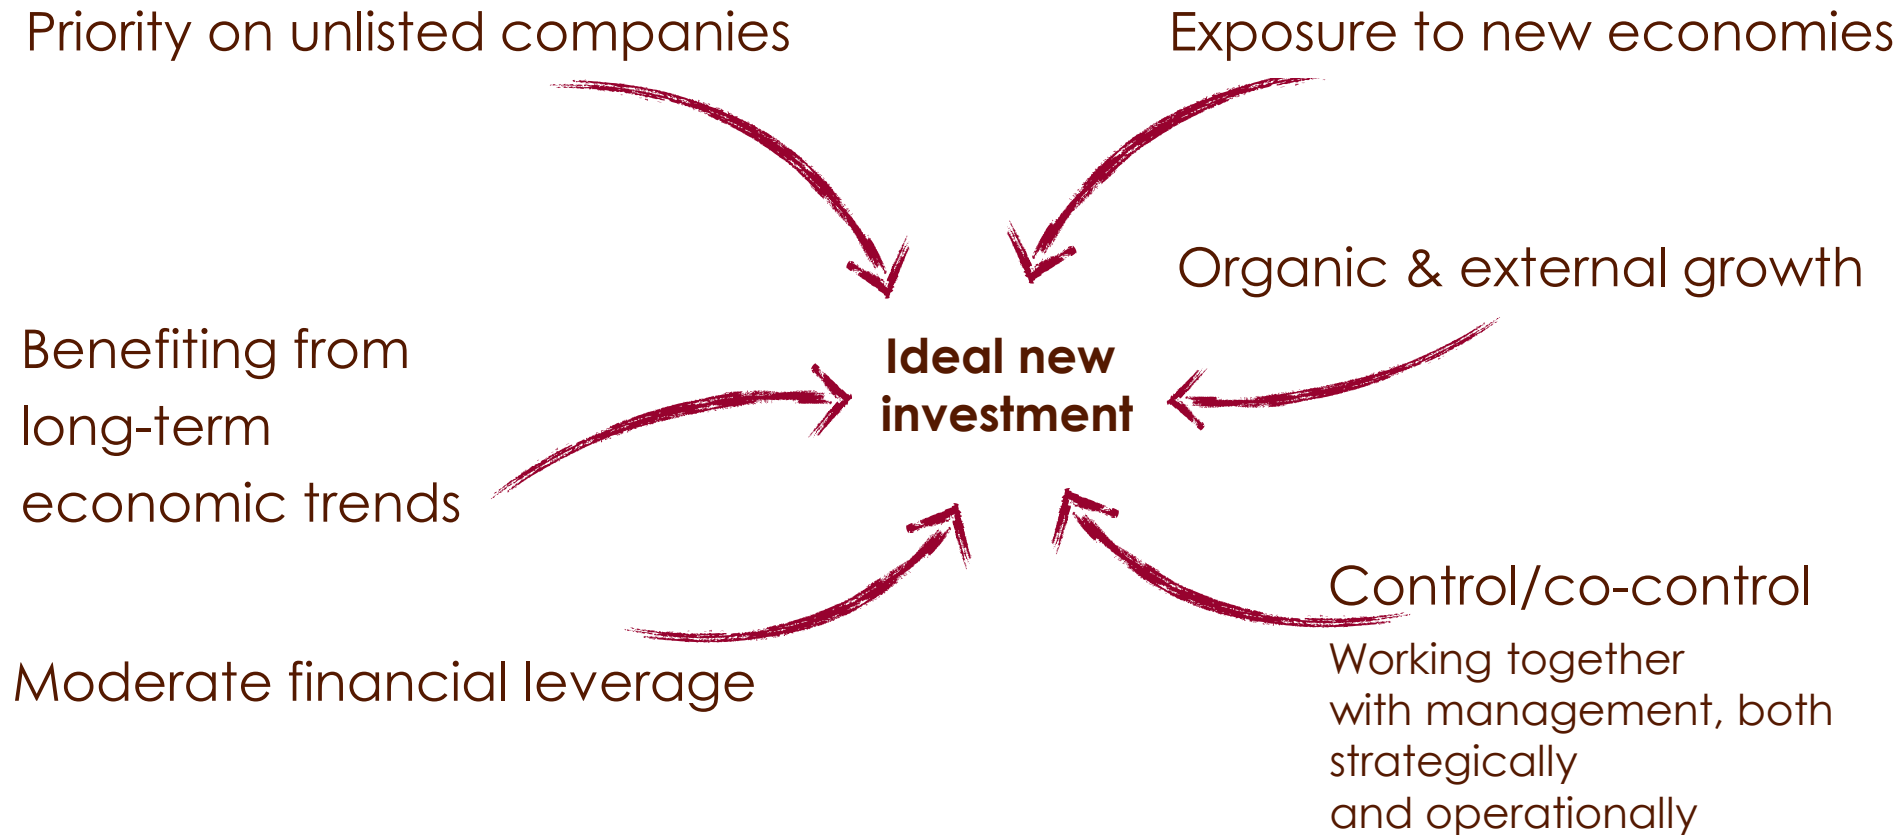 Priority on unlisted companies
Exposure to new economies
Organic & external growth
Benefiting from
long-term
economic trends
Ideal new
investment
Moderate financial leverage
Control/co-control
Working together
with management, both
strategically
and operationally